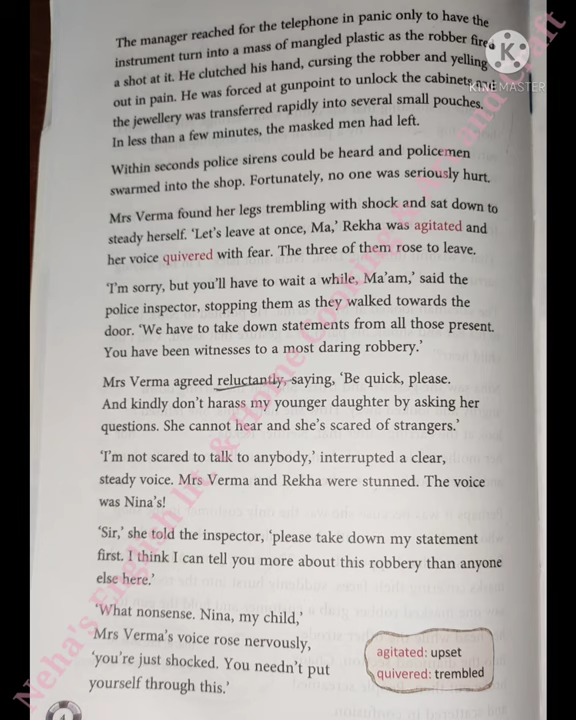 The manager reached for the telephone in panic only to have the
instrument turn into a mass of mangled plastic as the robber fired
a shot at it. He clutched his hand, cursing the robber and yelling
out in pain. He was forced at gunpoint to unlock the cabinets and
the jewellery was transferred rapidly into several small pouches.
In less than a few minutes, the masked men had left.
Within seconds police sirens could be heard and policemen
swarmed into the shop. Fortunately, no one was seriously hurt.
Mrs Verma found her legs trembling with shock and sat down to
steady herself. ‘Let’s leave at once, Ma,’ Rekha was agitated and
her voice quivered with fear. The three of them rose to leave.
‘I’m sorry, but you’ll have to wait a while, Ma’am,’ said the
police inspector, stopping them as they walked towards the
door. ‘We have to take down statements from all those present.
You have been witnesses to a most daring robbery.’
Mrs Verma agreed reluctantly, saying, ‘Be quick, please.
And kindly don’t harass my younger daughter by asking her
questions. She cannot hear and she’s scared of strangers.’
‘I’m not scared to talk to anybody,’ interrupted a clear,
steady voice. Mrs Verma and Rekha were stunned. The voice
was Nina’s!
‘Sir,’ she told the inspector, ‘please take down my statement
first. I think I can tell you more about this robbery than anyone
else here.’
‘What nonsense. Nina, my child,’
Mrs Verma’s voice rose nervously,
‘you’re just shocked. You needn’t put
yourself through this.’
agitated: upset
quivered: trembled
K
KINEMASTER
Neha's English lit. & Home Cooking & Art and Craft